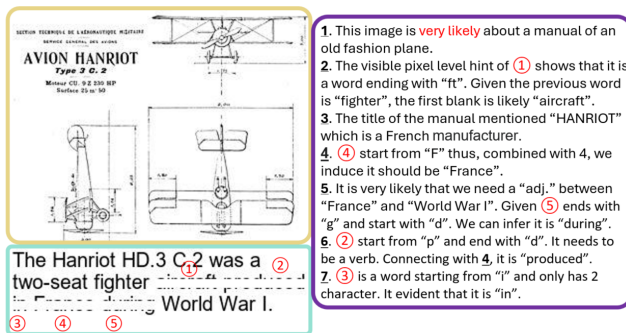 SECTION TECHNIQUE DE L'AÉRONAUTIQUE MILITAIRE
SERVICE GENERAL DES AVIONS
AVION HANRIOT
Type 3 C. 2
Moteur CU. 9 Z 230 HP
Surface 25 m² 50
The Hanriot HD.3 C.2 was a
① ②
two-seat fighter
World War I.
③ ④ ⑤
1. This image is very likely about a manual of an
old fashion plane.
2. The visible pixel level hint of ① shows that it is
a word ending with “ft”. Given the previous word
is “fighter”, the first blank is likely “aircraft”.
3. The title of the manual mentioned “HANRIOT”
which is a French manufacturer.
4. ④ start from “F” thus, combined with 4, we
induce it should be “France”.
5. It is very likely that we need a “adj.” between
“France” and “World War I”. Given ⑤ ends with
“g” and start with “d”. We can infer it is “during”.
6. ② start from “p” and end with “d”. It needs to
be a verb. Connecting with 4, it is “produced”.
7. ③ is a word starting from “i” and only has 2
character. It evident that it is “in”.